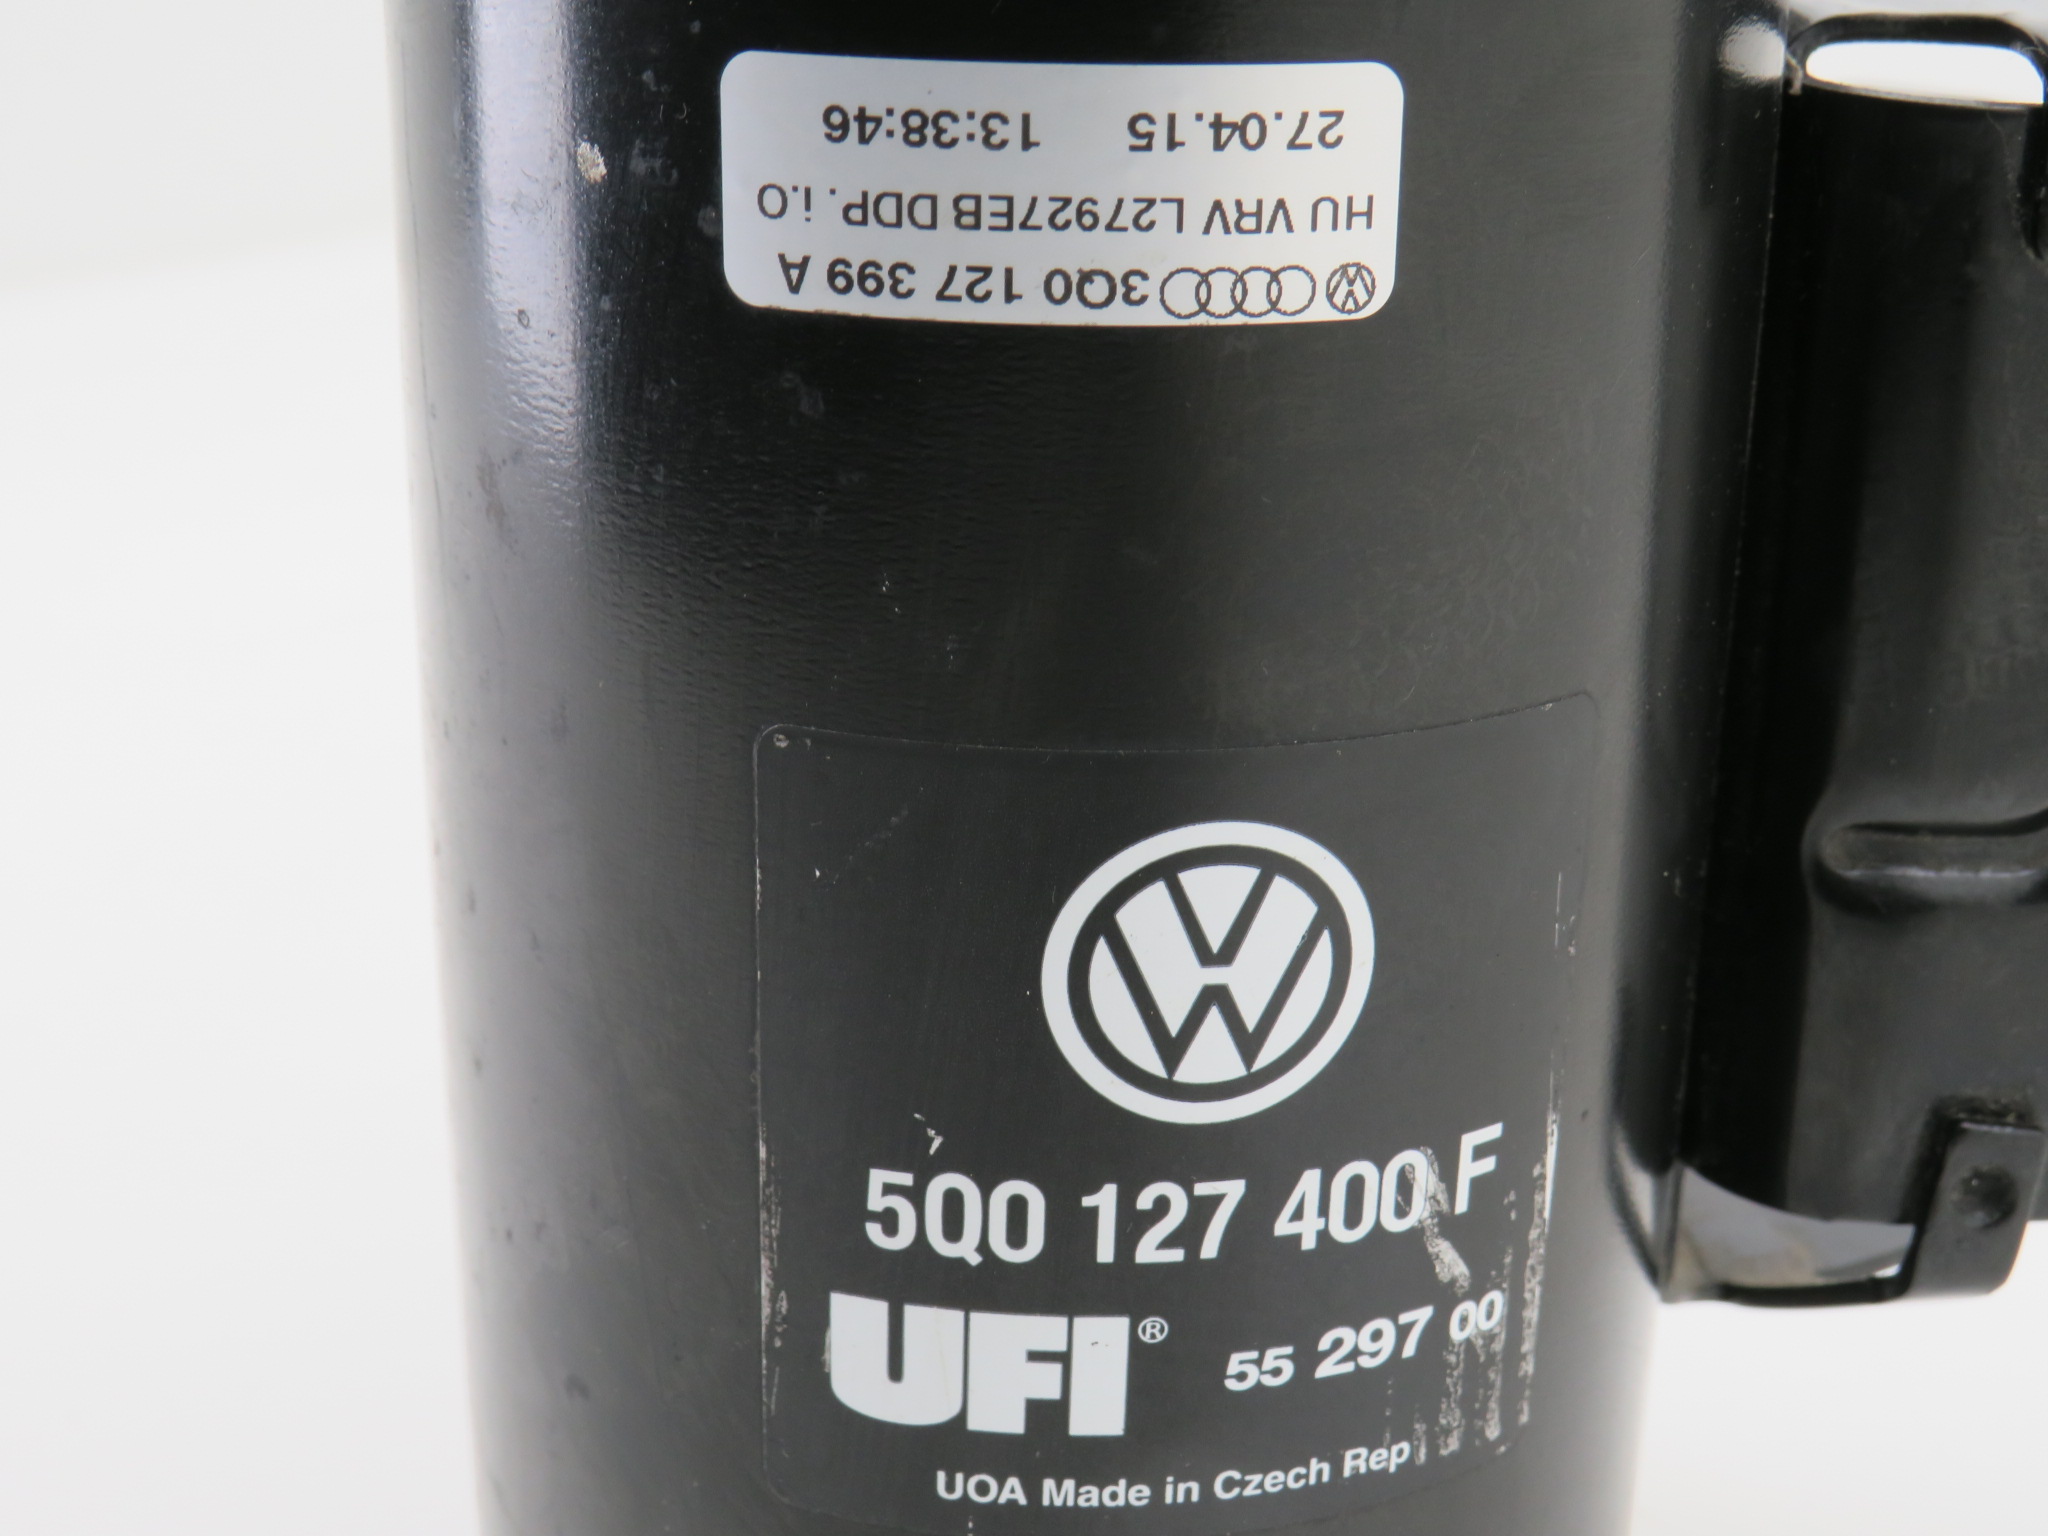 3Q0 127 399 A
HU VRV L27927EB DDP. i.O
27.04.15 13:38:46
5Q0 127 400 F
UFI® 55 297 00
UOA Made in Czech Rep